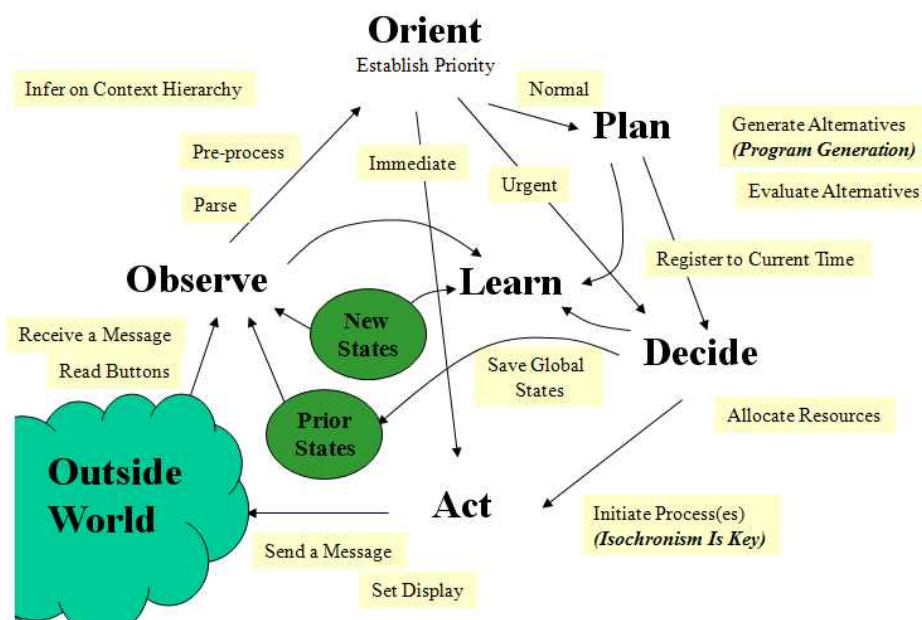 Orient
Establish Priority
Infer on Context Hierarchy
Normal
Plan
Generate Alternatives
(Program Generation)
Pre-process
Immediate
Urgent
Evaluate Alternatives
Parse
Observe
Learn
Register to Current Time
New
States
Receive a Message
Read Buttons
Decide
Save Global
States
Prior
States
Allocate Resources
Outside
World
Act
Initiate Process(es)
(Isochronism Is Key)
Send a Message
Set Display